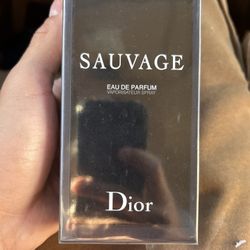 SAUVAGE
EAU DE PARFUM
VAPORISATEUR SPRAY
Dior